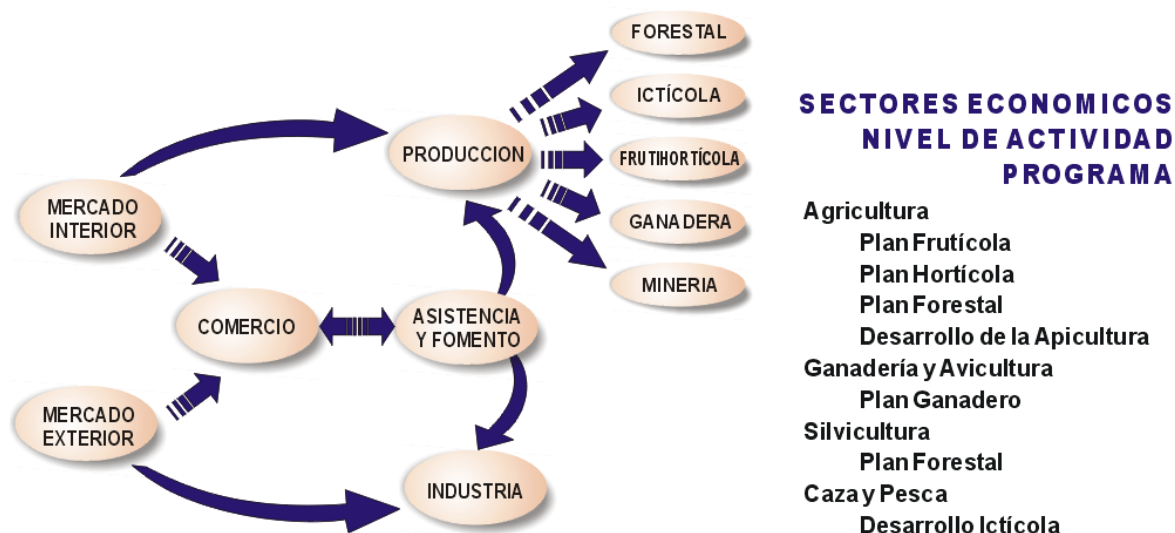 FORESTAL
ICTÍCOLA
PRODUCCION
FRUTIHORTÍCOLA
GANADERA
MINERIA
MERCADO
INTERIOR
COMERCIO
ASISTENCIA
Y FOMENTO
MERCADO
EXTERIOR
INDUSTRIA
SECTORES ECONOMICOS
NIVEL DE ACTIVIDAD
PROGRAMA
Agricultura
Plan Frutícola
Plan Hortícola
Plan Forestal
Desarrollo de la Apicultura
Ganadería y Avicultura
Plan Ganadero
Silvicultura
Plan Forestal
Caza y Pesca
Desarrollo Ictícola